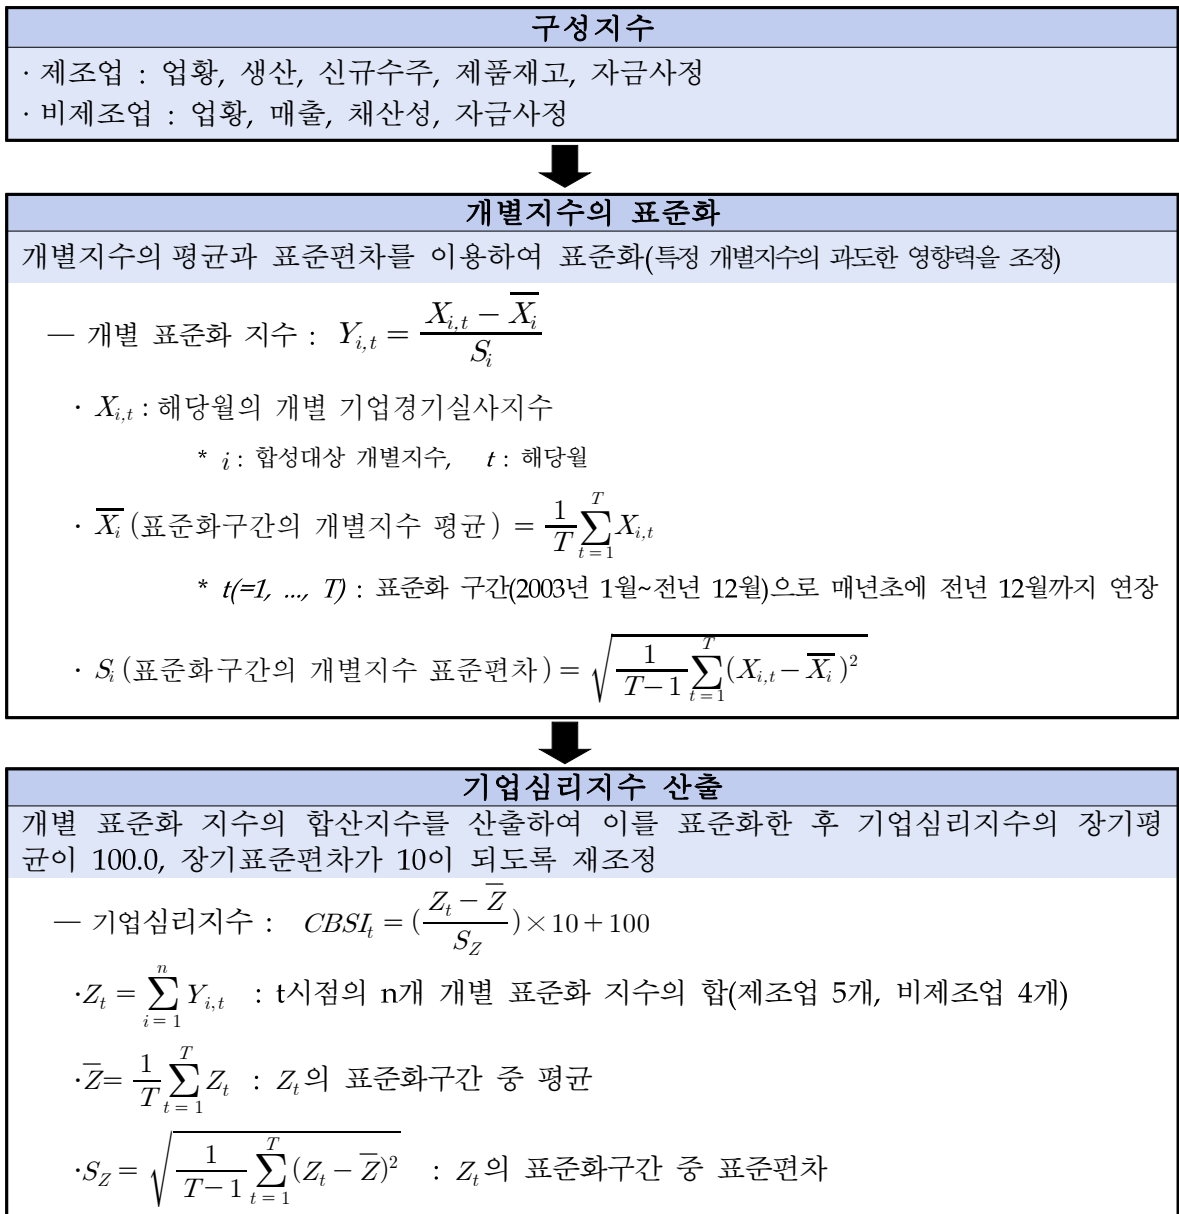 구성지수
· 제조업 : 업황, 생산, 신규수주, 제품재고, 자금사정
· 비제조업 : 업황, 매출, 채산성, 자금사정
개별지수의 표준화
개별지수의 평균과 표준편차를 이용하여 표준화(특정 개별지수의 과도한 영향력을 조정)
― 개별 표준화 지수 : $Y_{i,t} = \frac{X_{i,t} - \overline{X_i}}{S_i}$
· $X_{i,t}$ : 해당월의 개별 기업경기실사지수
* i : 합성대상 개별지수, t : 해당월
· $\overline{X_i}$ (표준화구간의 개별지수 평균) $= \frac{1}{T}\sum_{t=1}^{T} X_{i,t}$
* t(=1, ..., T) : 표준화 구간(2003년 1월~전년 12월)으로 매년초에 전년 12월까지 연장
· $S_i$ (표준화구간의 개별지수 표준편차) $= \sqrt{\frac{1}{T-1}\sum_{t=1}^{T}(X_{i,t} - \overline{X_i})^2}$
기업심리지수 산출
개별 표준화 지수의 합산지수를 산출하여 이를 표준화한 후 기업심리지수의 장기평
균이 100.0, 장기표준편차가 10이 되도록 재조정
― 기업심리지수 : $CBSI_t = (\frac{Z_t - \overline{Z}}{S_Z}) \times 10 + 100$
·$Z_t = \sum_{i=1}^{n} Y_{i,t}$ : t시점의 n개 개별 표준화 지수의 합(제조업 5개, 비제조업 4개)
·$\overline{Z} = \frac{1}{T}\sum_{t=1}^{T} Z_t$ : $Z_t$의 표준화구간 중 평균
·$S_Z = \sqrt{\frac{1}{T-1}\sum_{t=1}^{T}(Z_t - \overline{Z})^2}$ : $Z_t$의 표준화구간 중 표준편차